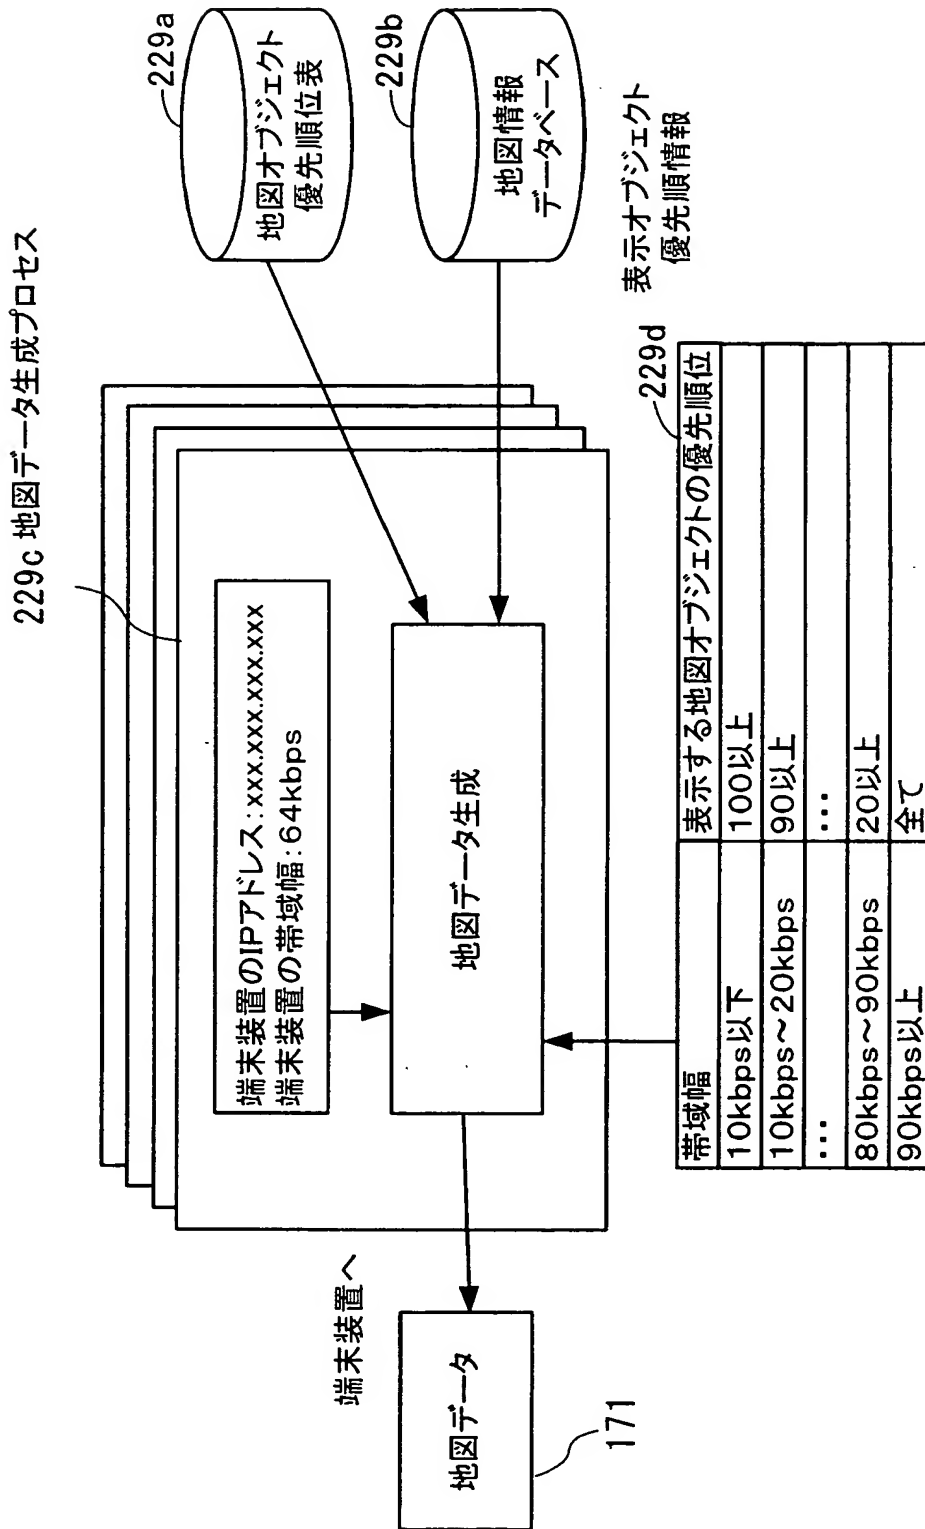 229c 地図データ生成プロセス
229a
地図オブジェクト
優先順位表
229b
地図情報
データベース
端末装置のIPアドレス:xxx.xxx.xxx.xxx.xxx
端末装置の帯域幅:64kbps
地図データ生成
端末装置へ
地図データ
171
表示オブジェクト
優先順情報
229d
帯域幅 表示する地図オブジェクトの優先順位
10kbps以下 100以上
10kbps~20kbps 90以上
... ...
80kbps~90kbps 20以上
90kbps以上 全て